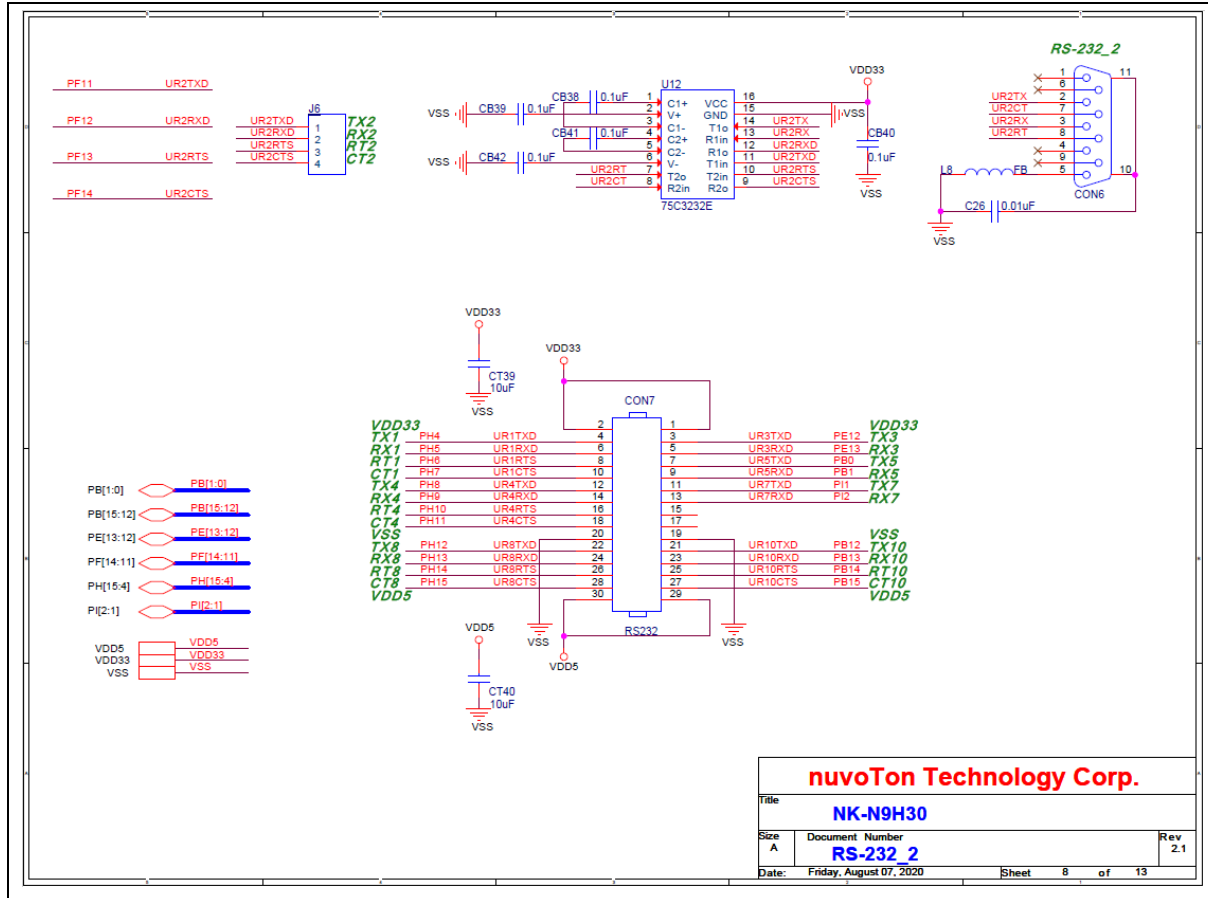 RS-232_2
PF11 UR2TXD
PF12 UR2RXD
PF13 UR2RTS
PF14 UR2CTS
J6
UR2TXD 1 TX2
UR2RXD 2 RX2
UR2RTS 3 RT2
UR2CTS 4 CT2
U12
VSS CB39 0.1uF
CB38 0.1uF
CB41 0.1uF
VSS CB42 0.1uF
1 C1+ VCC 16
2 V+ GND 15 VSS
3 C1- T1o 14 UR2TX
4 C2+ R1in 13 UR2RX
5 C2- R1o 12 UR2RXD
6 V- T1in 11 UR2TXD
UR2RT 7 T2o T2in 10 UR2RTS
UR2CT 8 R2in R2o 9 UR2CTS
75C3232E
VDD33
CB40
0.1uF
VSS
1 11
6
UR2TX 2
UR2CT 7
UR2RX 3
UR2RT 8
4
9
L8 FB 5 10
CON6
C26 0.01uF
VSS
VDD33
CT39
10uF
VSS
VDD33
CON7
VDD33 2 1 VDD33
TX1 PH4 UR1TXD 4 3 UR3TXD PE12 TX3
RX1 PH5 UR1RXD 6 5 UR3RXD PE13 RX3
RT1 PH6 UR1RTS 8 7 UR5TXD PB0 TX5
CT1 PH7 UR1CTS 10 9 UR5RXD PB1 RX5
TX4 PH8 UR4TXD 12 11 UR7TXD PI1 TX7
RX4 PH9 UR4RXD 14 13 UR7RXD PI2 RX7
RT4 PH10 UR4RTS 16 15
CT4 PH11 UR4CTS 18 17
VSS 20 19 VSS
TX8 PH12 UR8TXD 22 21 UR10TXD PB12 TX10
RX8 PH13 UR8RXD 24 23 UR10RXD PB13 RX10
RT8 PH14 UR8RTS 26 25 UR10RTS PB14 RT10
CT8 PH15 UR8CTS 28 27 UR10CTS PB15 CT10
VDD5 30 29 VDD5
RS232
VSS
VSS
VDD5
VDD5
CT40
10uF
VSS
PB[1:0] PB[1:0]
PB[15:12] PB[15:12]
PE[13:12] PE[13:12]
PF[14:11] PF[14:11]
PH[15:4] PH[15:4]
PI[2:1] PI[2:1]
VDD5 VDD5
VDD33 VDD33
VSS VSS
nuvoTon Technology Corp.
Title
NK-N9H30
Size Document Number Rev
A RS-232_2 2.1
Date: Friday, August 07, 2020 Sheet 8 of 13